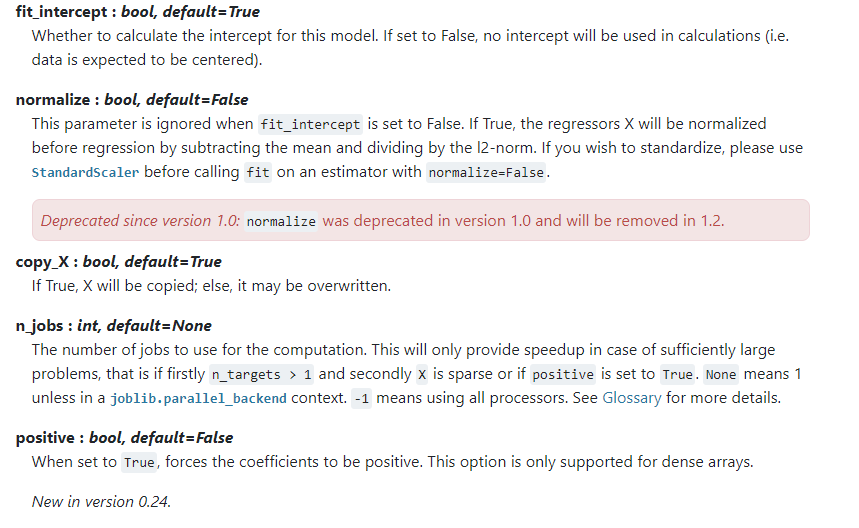 fit_intercept : bool, default=True
Whether to calculate the intercept for this model. If set to False, no intercept will be used in calculations (i.e.
data is expected to be centered).
normalize : bool, default=False
This parameter is ignored when fit_intercept is set to False. If True, the regressors X will be normalized
before regression by subtracting the mean and dividing by the l2-norm. If you wish to standardize, please use
StandardScaler before calling fit on an estimator with normalize=False.
Deprecated since version 1.0: normalize was deprecated in version 1.0 and will be removed in 1.2.
copy_X : bool, default=True
If True, X will be copied; else, it may be overwritten.
n_jobs : int, default=None
The number of jobs to use for the computation. This will only provide speedup in case of sufficiently large
problems, that is if firstly n_targets > 1 and secondly X is sparse or if positive is set to True. None means 1
unless in a joblib.parallel_backend context. -1 means using all processors. See Glossary for more details.
positive : bool, default=False
When set to True, forces the coefficients to be positive. This option is only supported for dense arrays.
New in version 0.24.